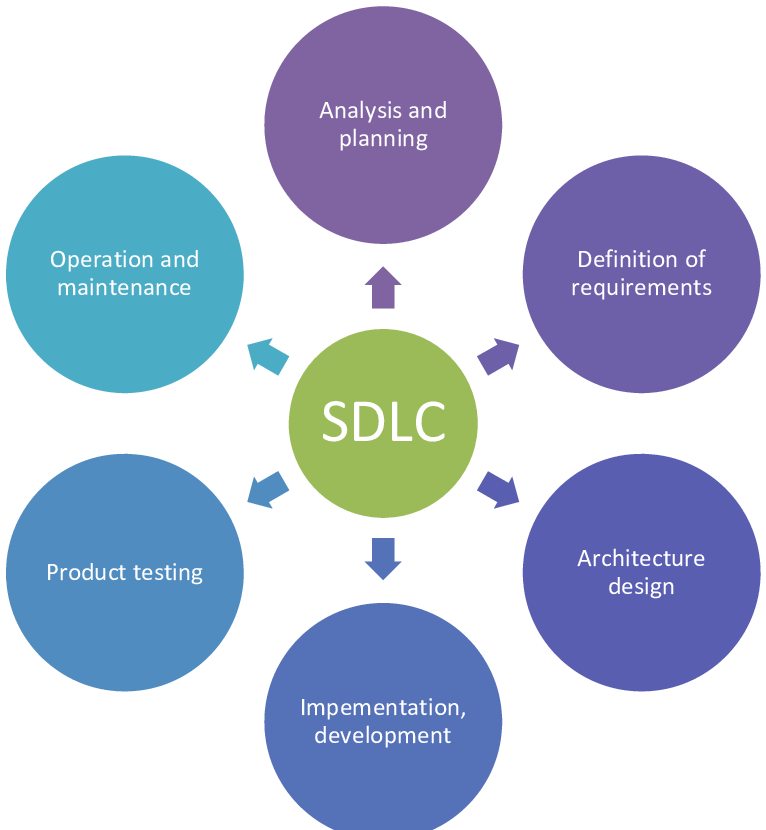 Analysis and
planning
Operation and
maintenance
Definition of
requirements
SDLC
Product testing
Architecture
design
Impementation,
development